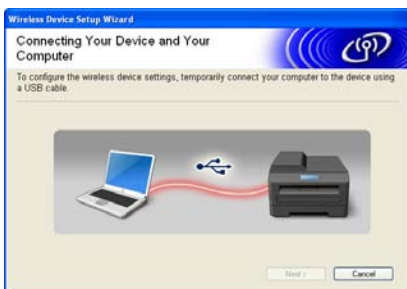 Wireless Device Setup Wizard
Connecting Your Device and Your
Computer
To configure the wireless device settings, temporarily connect your computer to the device using
a USB cable.
Next >
Cancel